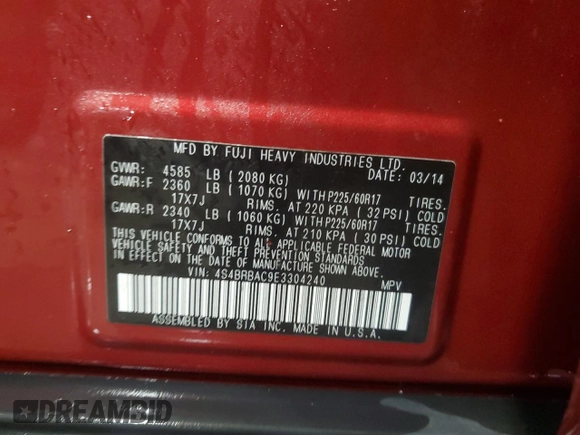 MFD BY FUJI HEAVY INDUSTRIES LTD.
GVWR: 4585 LB ( 2080 KG) DATE: 03/14
GAWR:F 2360 LB ( 1070 KG) WITH P225/60R17 TIRES.
17X7J RIMS. AT 220 KPA ( 32 PSI) COLD
GAWR:R 2340 LB ( 1060 KG) WITH P225/60R17 TIRES.
17X7J RIMS. AT 210 KPA ( 30 PSI) COLD
THIS VEHICLE CONFORMS TO ALL APPLICABLE FEDERAL MOTOR
VEHICLE SAFETY AND THEFT PREVENTION STANDARDS
IN EFFECT ON THE DATE OF MANUFACTURE SHOWN ABOVE.
VIN: 4S4BRBAC9E3304240 MPV
ASSEMBLED BY SIA INC. MADE IN U.S.A.
DREAMBID